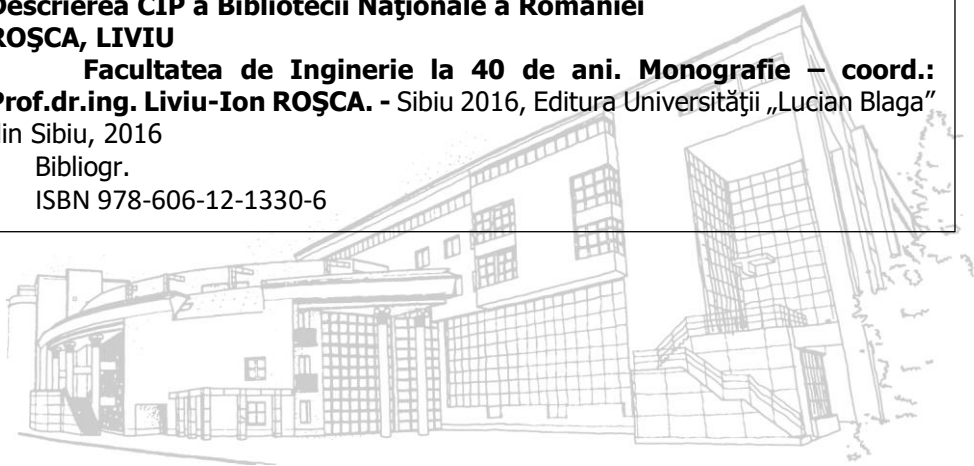 Descrierea CIP a Bibliotecii Naţionale a României
ROŞCA, LIVIU
Facultatea de Inginerie la 40 de ani. Monografie – coord.:
Prof.dr.ing. Liviu-Ion ROŞCA. - Sibiu 2016, Editura Universităţii „Lucian Blaga”
din Sibiu, 2016
Bibliogr.
ISBN 978-606-12-1330-6